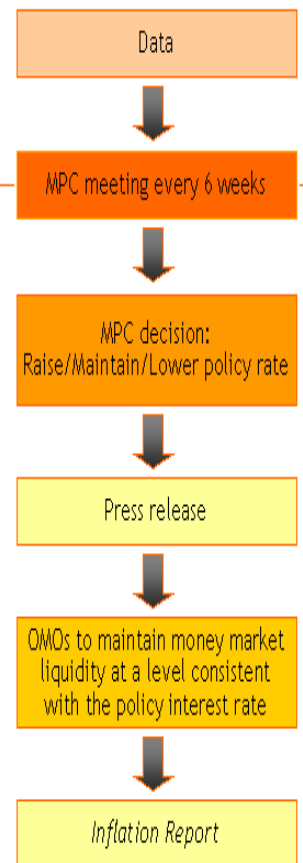 Data
MPC meeting every 6 weeks
MPC decision:
Raise/Maintain/Lower policy rate
Press release
OMOs to maintain money market
liquidity at a level consistent
with the policy interest rate
Inflation Report